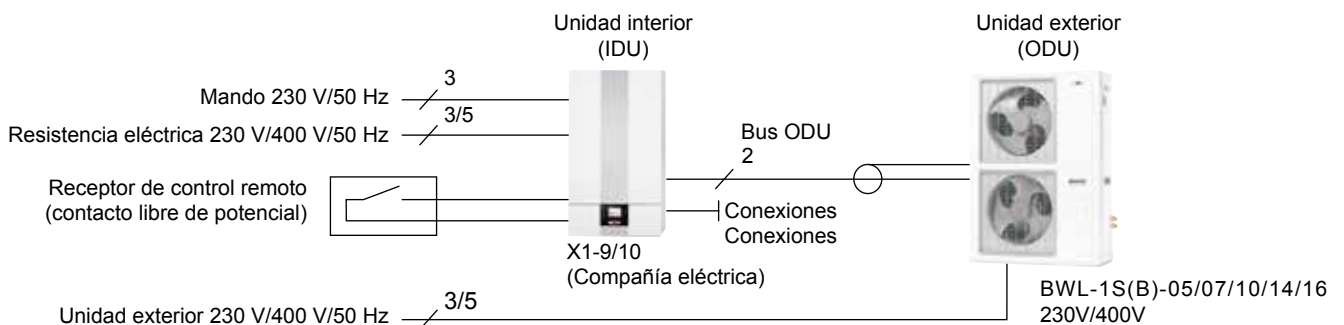 Unidad interior
(IDU)
Unidad exterior
(ODU)
Mando 230 V/50 Hz
3
Resistencia eléctrica 230 V/400 V/50 Hz
3/5
Bus ODU
2
Receptor de control remoto
(contacto libre de potencial)
Conexiones
Conexiones
X1-9/10
(Compañía eléctrica)
Unidad exterior 230 V/400 V/50 Hz
3/5
BWL-1S(B)-05/07/10/14/16
230V/400V